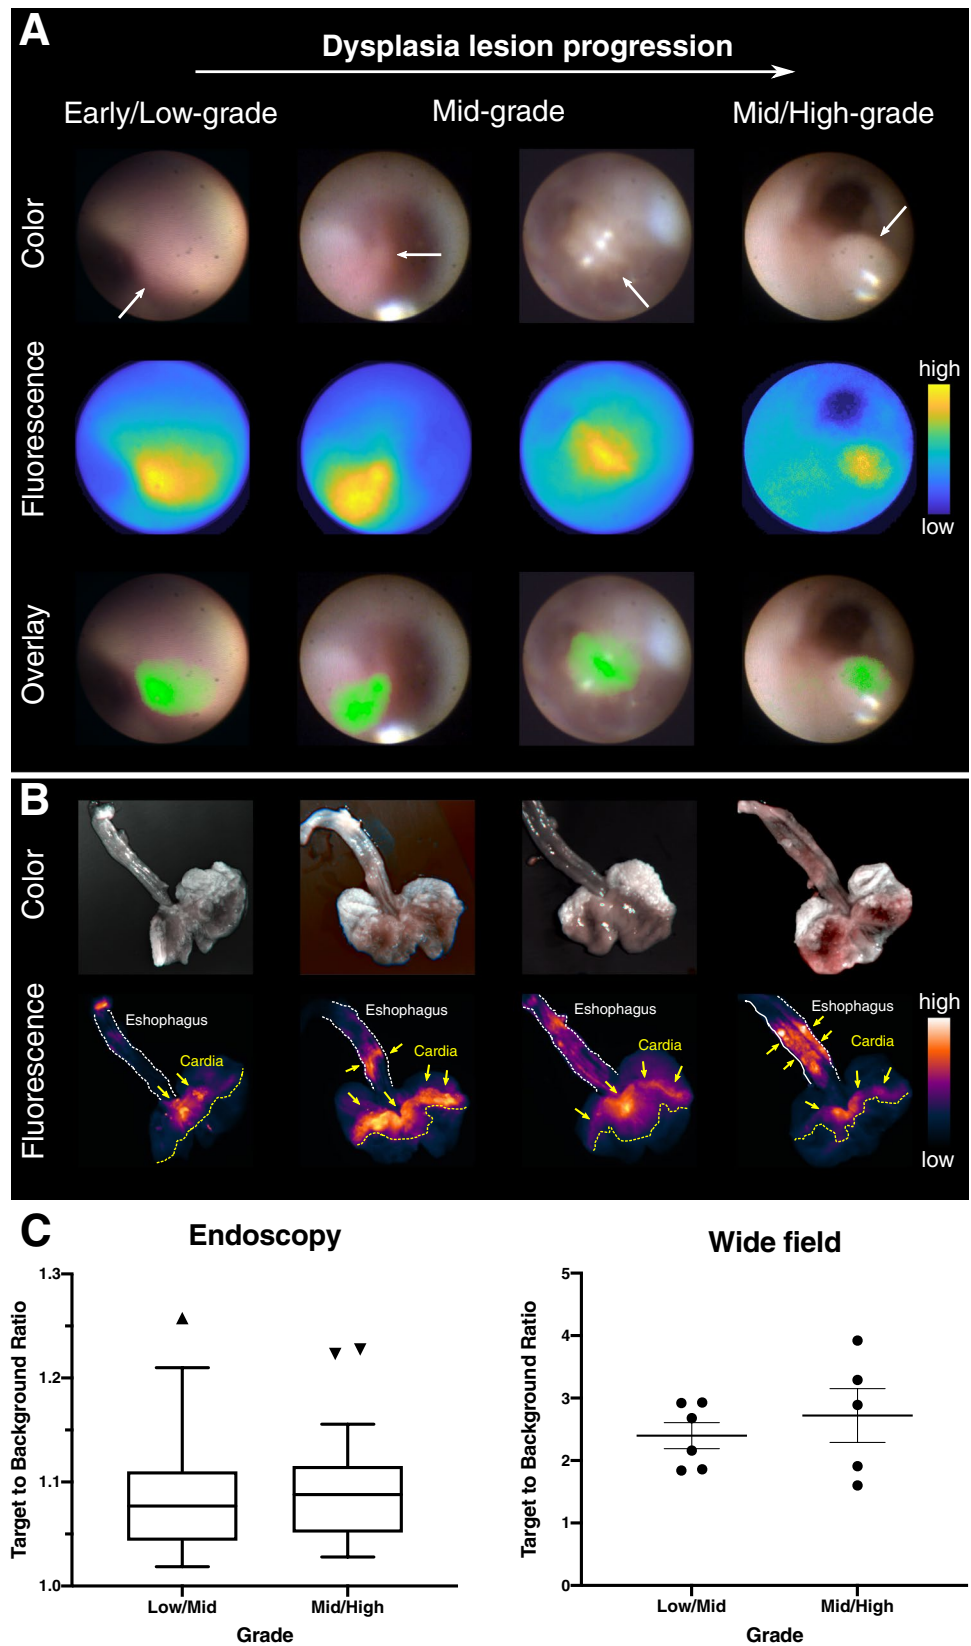 A
Dysplasia lesion progression
Early/Low-grade
Mid-grade
Mid/High-grade
Color
Fluorescence
high
low
Overlay
B
Color
Fluorescence
Eshophagus
Cardia
Eshophagus
Cardia
Eshophagus
Cardia
Eshophagus
Cardia
high
low
C
Endoscopy
Target to Background Ratio
1.3
1.2
1.1
1.0
Low/Mid
Mid/High
Grade
Wide field
Target to Background Ratio
5
4
3
2
1
0
Low/Mid
Mid/High
Grade